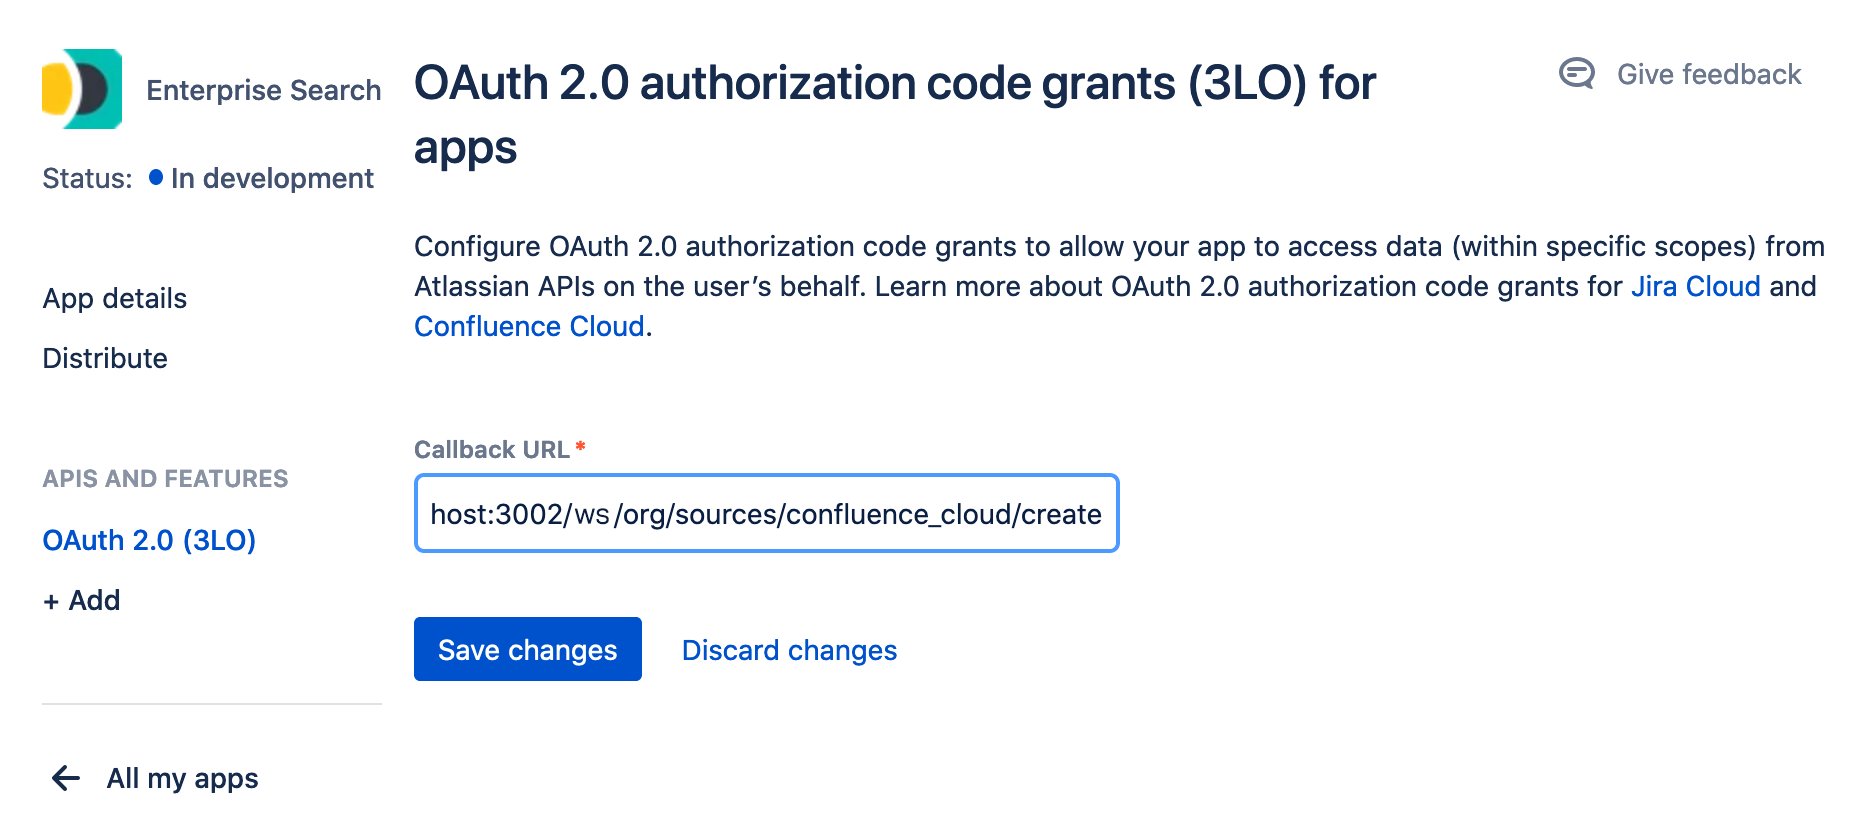 Enterprise Search
Status: In development
App details
Distribute
APIS AND FEATURES
OAuth 2.0 (3LO)
+ Add
All my apps
OAuth 2.0 authorization code grants (3LO) for
apps
Give feedback
Configure OAuth 2.0 authorization code grants to allow your app to access data (within specific scopes) from
Atlassian APIs on the user’s behalf. Learn more about OAuth 2.0 authorization code grants for Jira Cloud and
Confluence Cloud.
Callback URL *
host:3002/ws/org/sources/confluence_cloud/create
Save changes
Discard changes